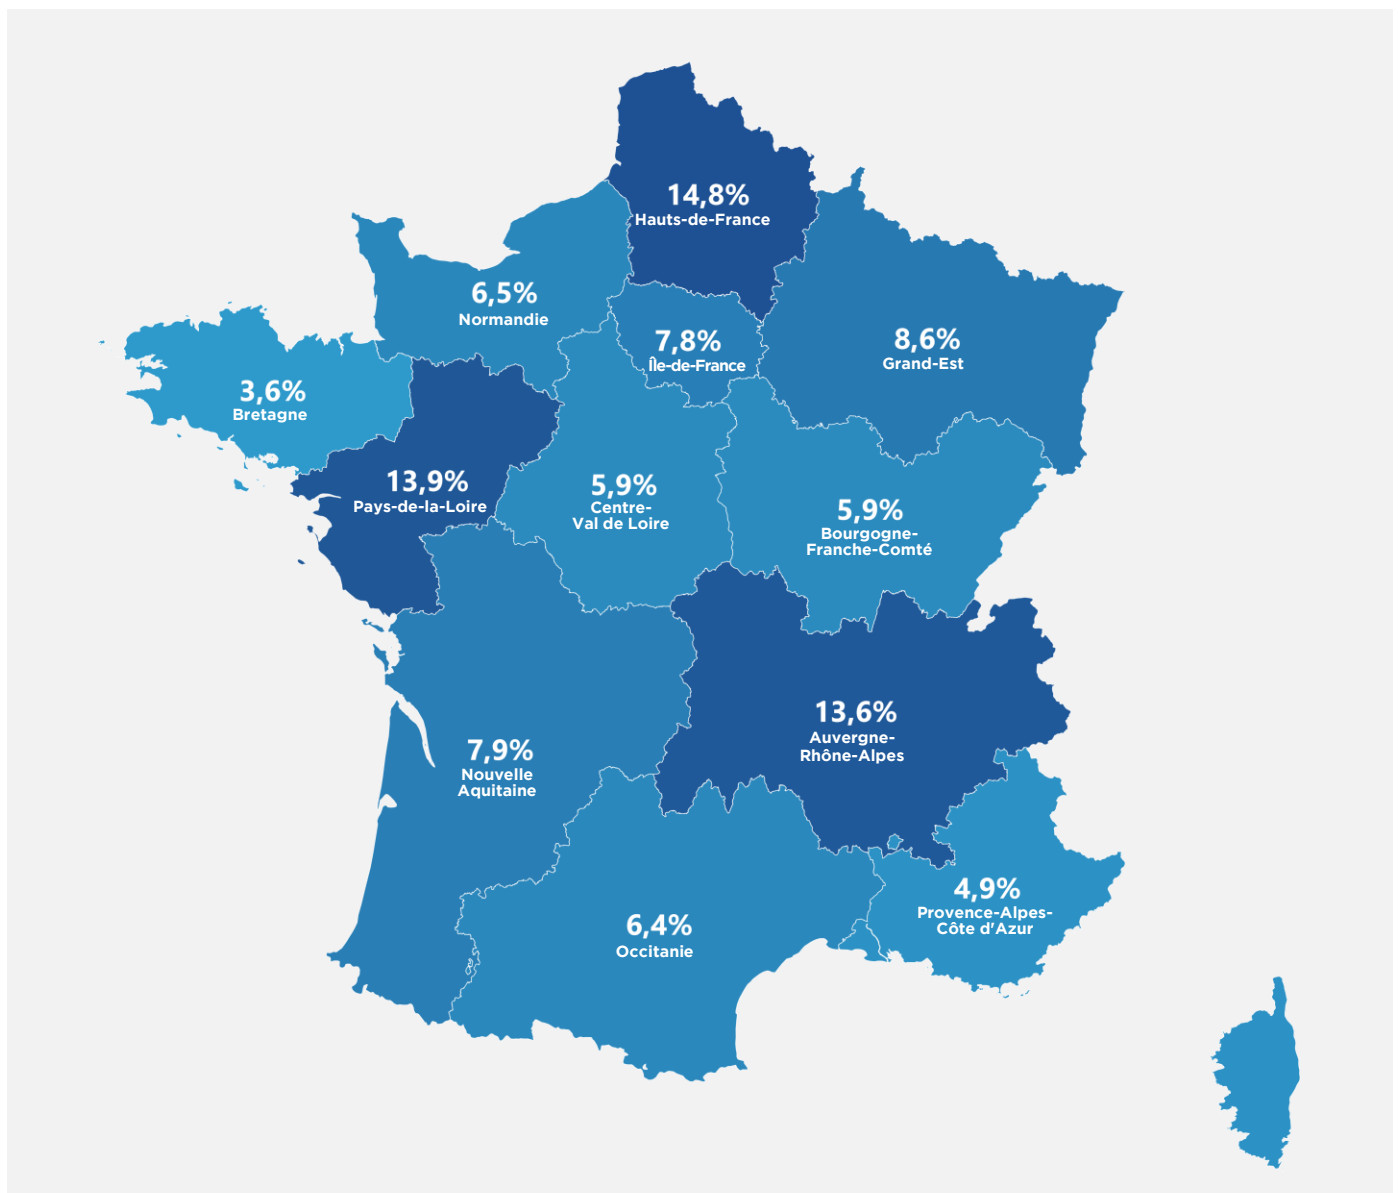 14,8%
Hauts-de-France
6,5%
Normandie
7,8%
Île-de-France
8,6%
Grand-Est
3,6%
Bretagne
13,9%
Pays-de-la-Loire
5,9%
Centre-
Val de Loire
5,9%
Bourgogne-
Franche-Comté
13,6%
Auvergne-
Rhône-Alpes
7,9%
Nouvelle
Aquitaine
6,4%
Occitanie
4,9%
Provence-Alpes-
Côte d'Azur